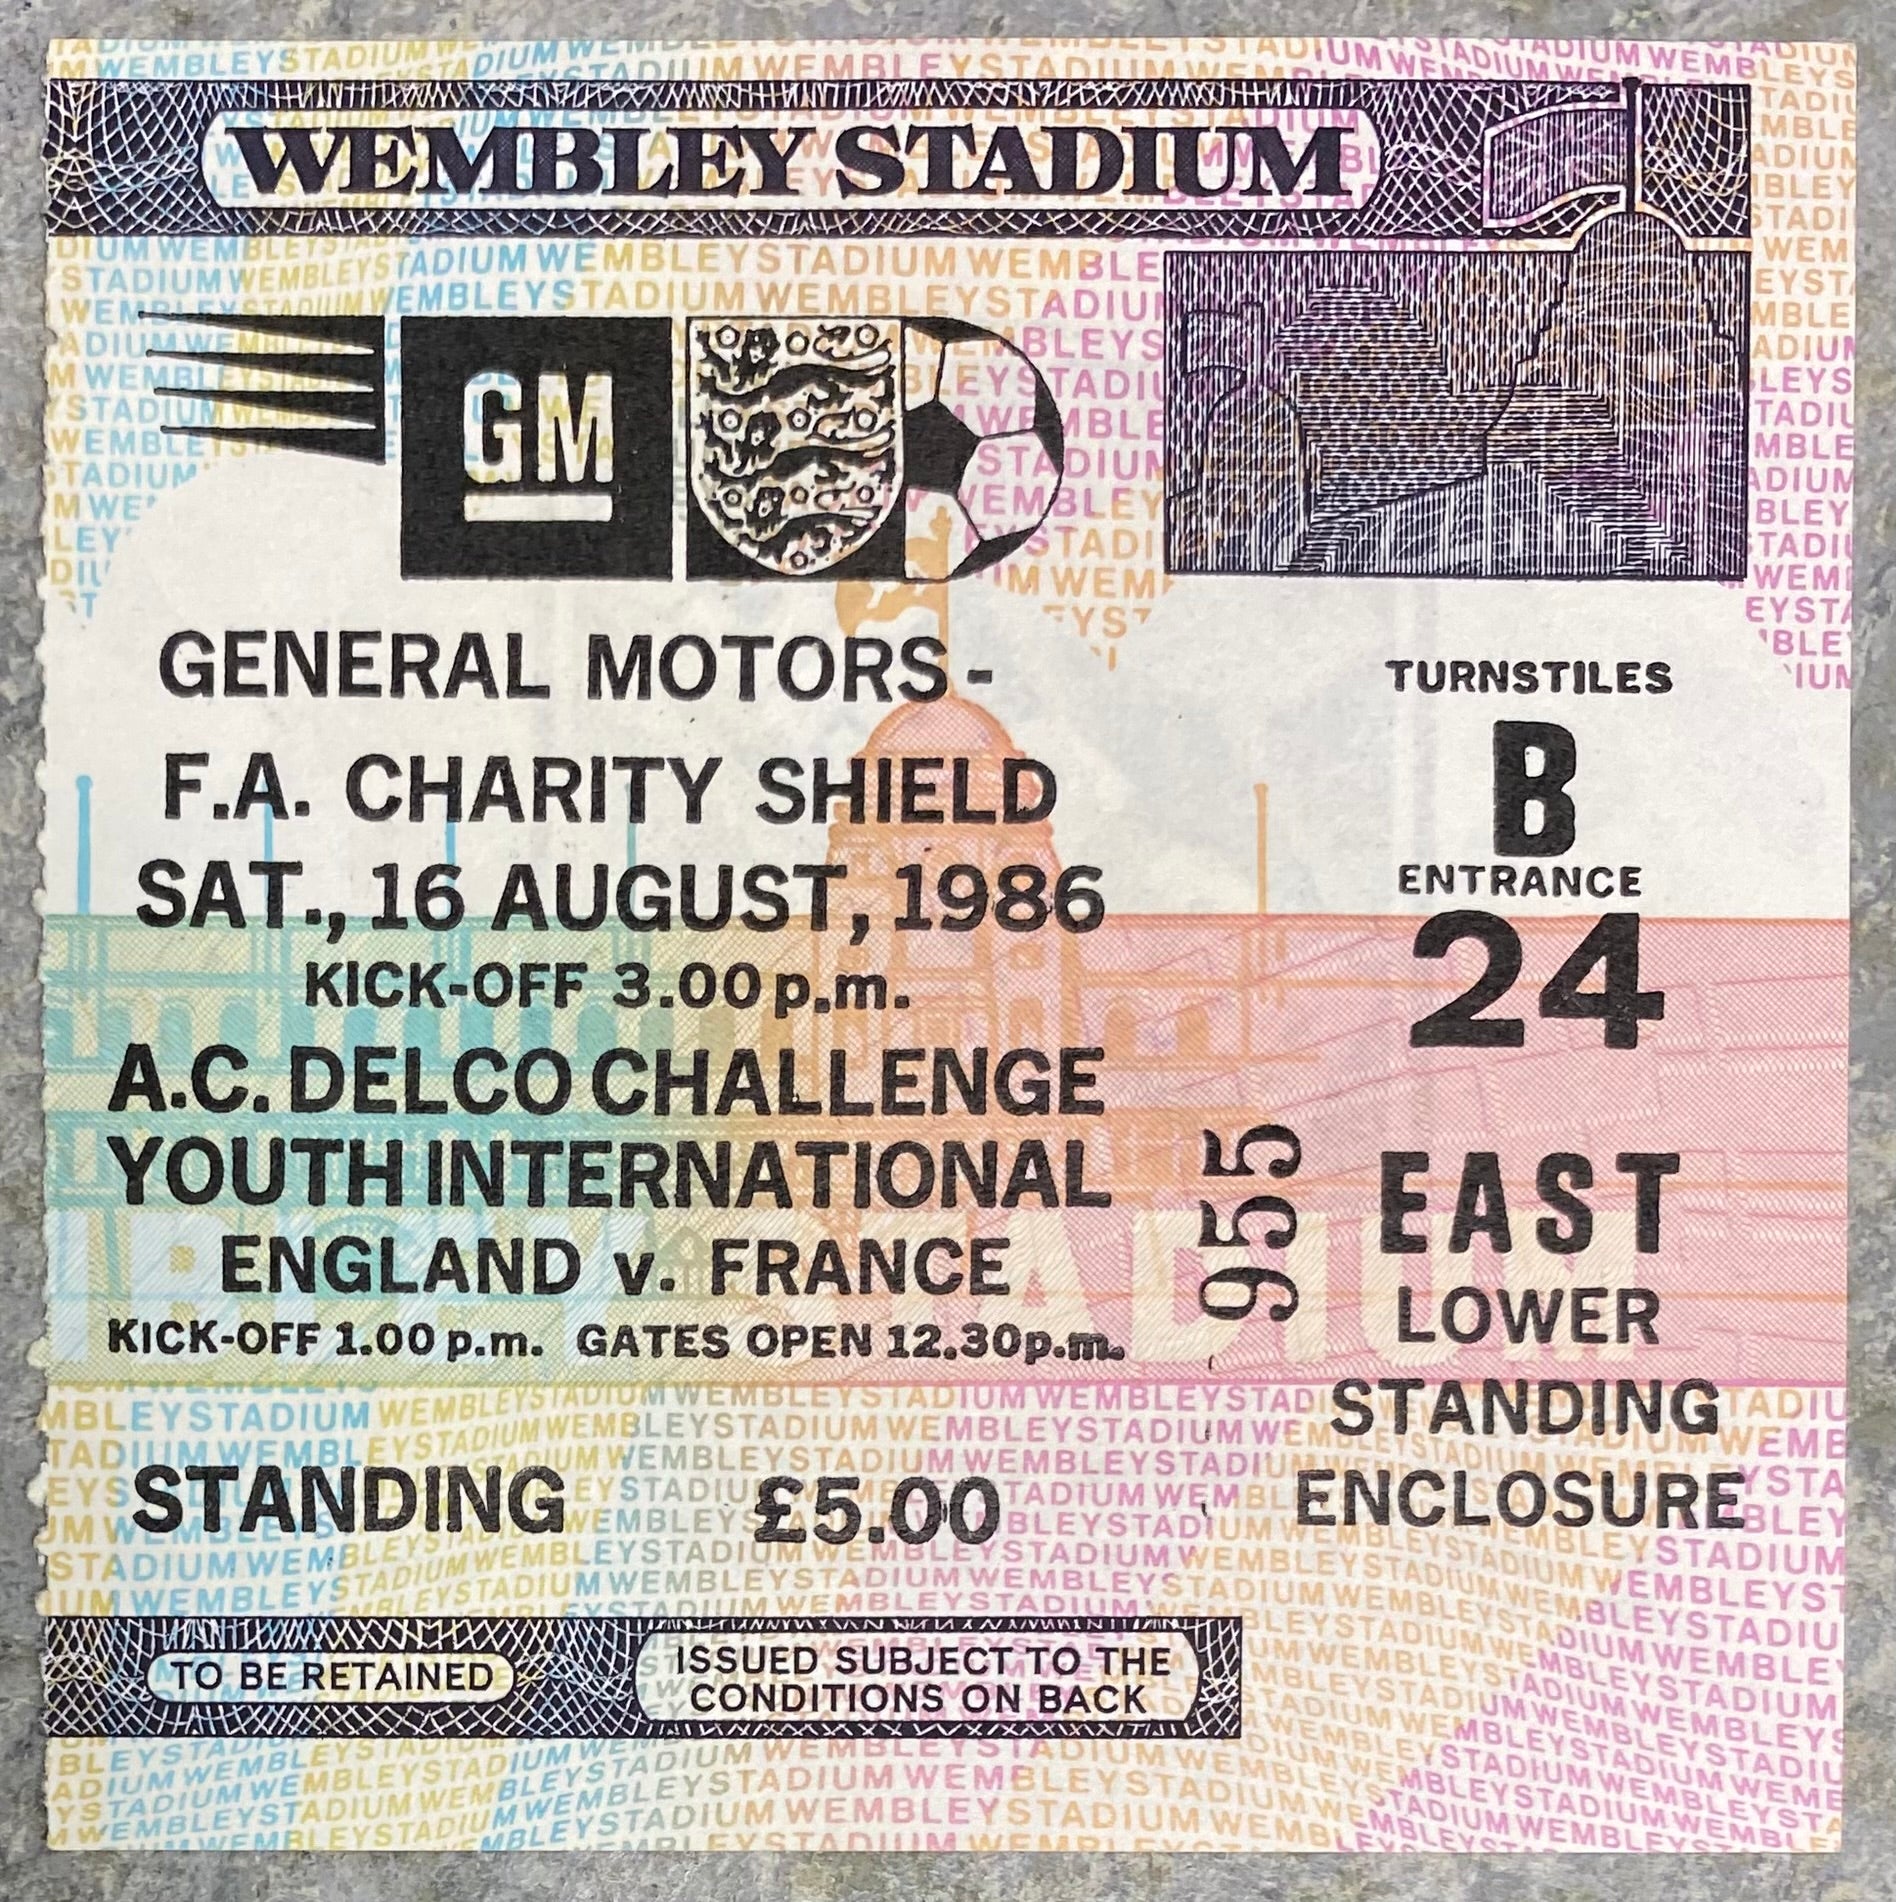 WEMBLEY STADIUM
GM
GENERAL MOTORS -
F.A. CHARITY SHIELD
SAT., 16 AUGUST, 1986
KICK-OFF 3.00 p.m.
A.C. DELCO CHALLENGE
YOUTH INTERNATIONAL
ENGLAND v. FRANCE
KICK-OFF 1.00 p.m. GATES OPEN 12.30p.m.
STANDING £5.00
TURNSTILES
B
ENTRANCE
24
EAST
LOWER
STANDING
ENCLOSURE
955
TO BE RETAINED
ISSUED SUBJECT TO THE
CONDITIONS ON BACK